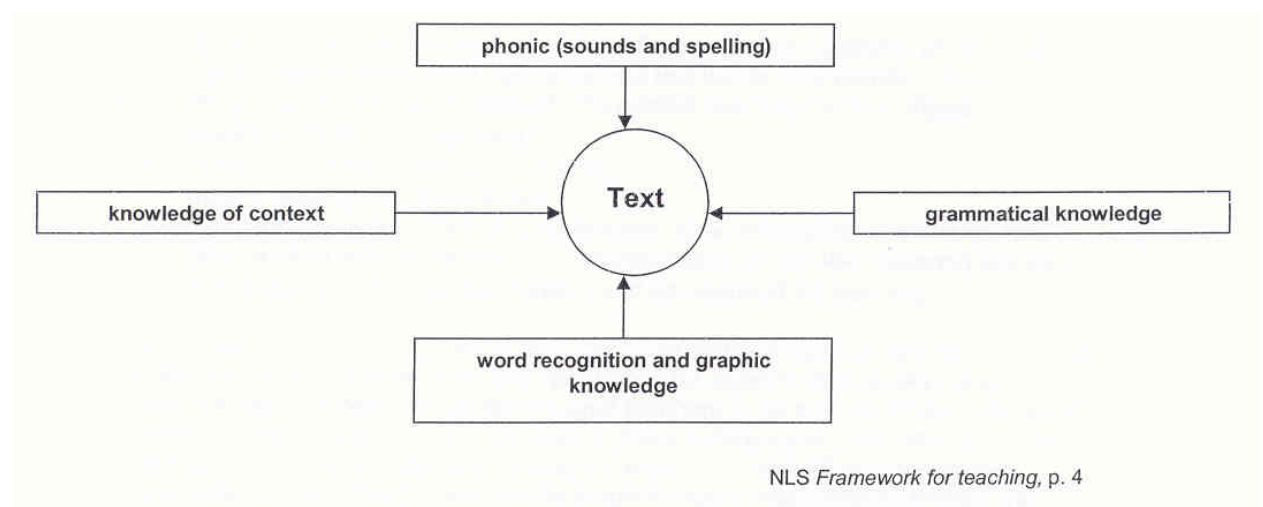 phonic (sounds and spelling)
Text
knowledge of context
grammatical knowledge
word recognition and graphic
knowledge
NLS Framework for teaching, p. 4